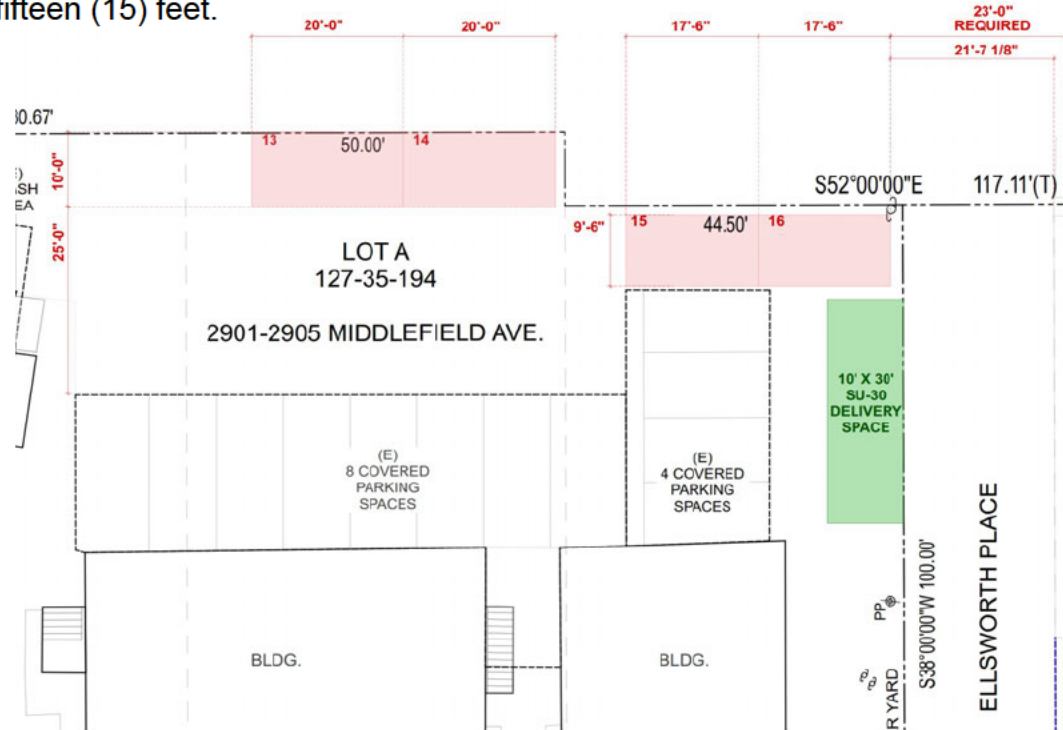 fifteen (15) feet.
23'-0"
REQUIRED
20'-0"
20'-0"
17'-6"
17'-6"
21'-7 1/8"
30.67'
13
50.00'
14
10'-0"
ASH
EA
S52°00'00"E
117.11'(T)
9'-6"
15
44.50'
16
25'-0"
LOT A
127-35-194
2901-2905 MIDDLEFIELD AVE.
10' X 30'
SU-30
DELIVERY
SPACE
(E)
8 COVERED
PARKING
SPACES
(E)
4 COVERED
PARKING
SPACES
ELLSWORTH PLACE
S38°00'00"W 100.00'
PP
BLDG.
BLDG.
R YARD